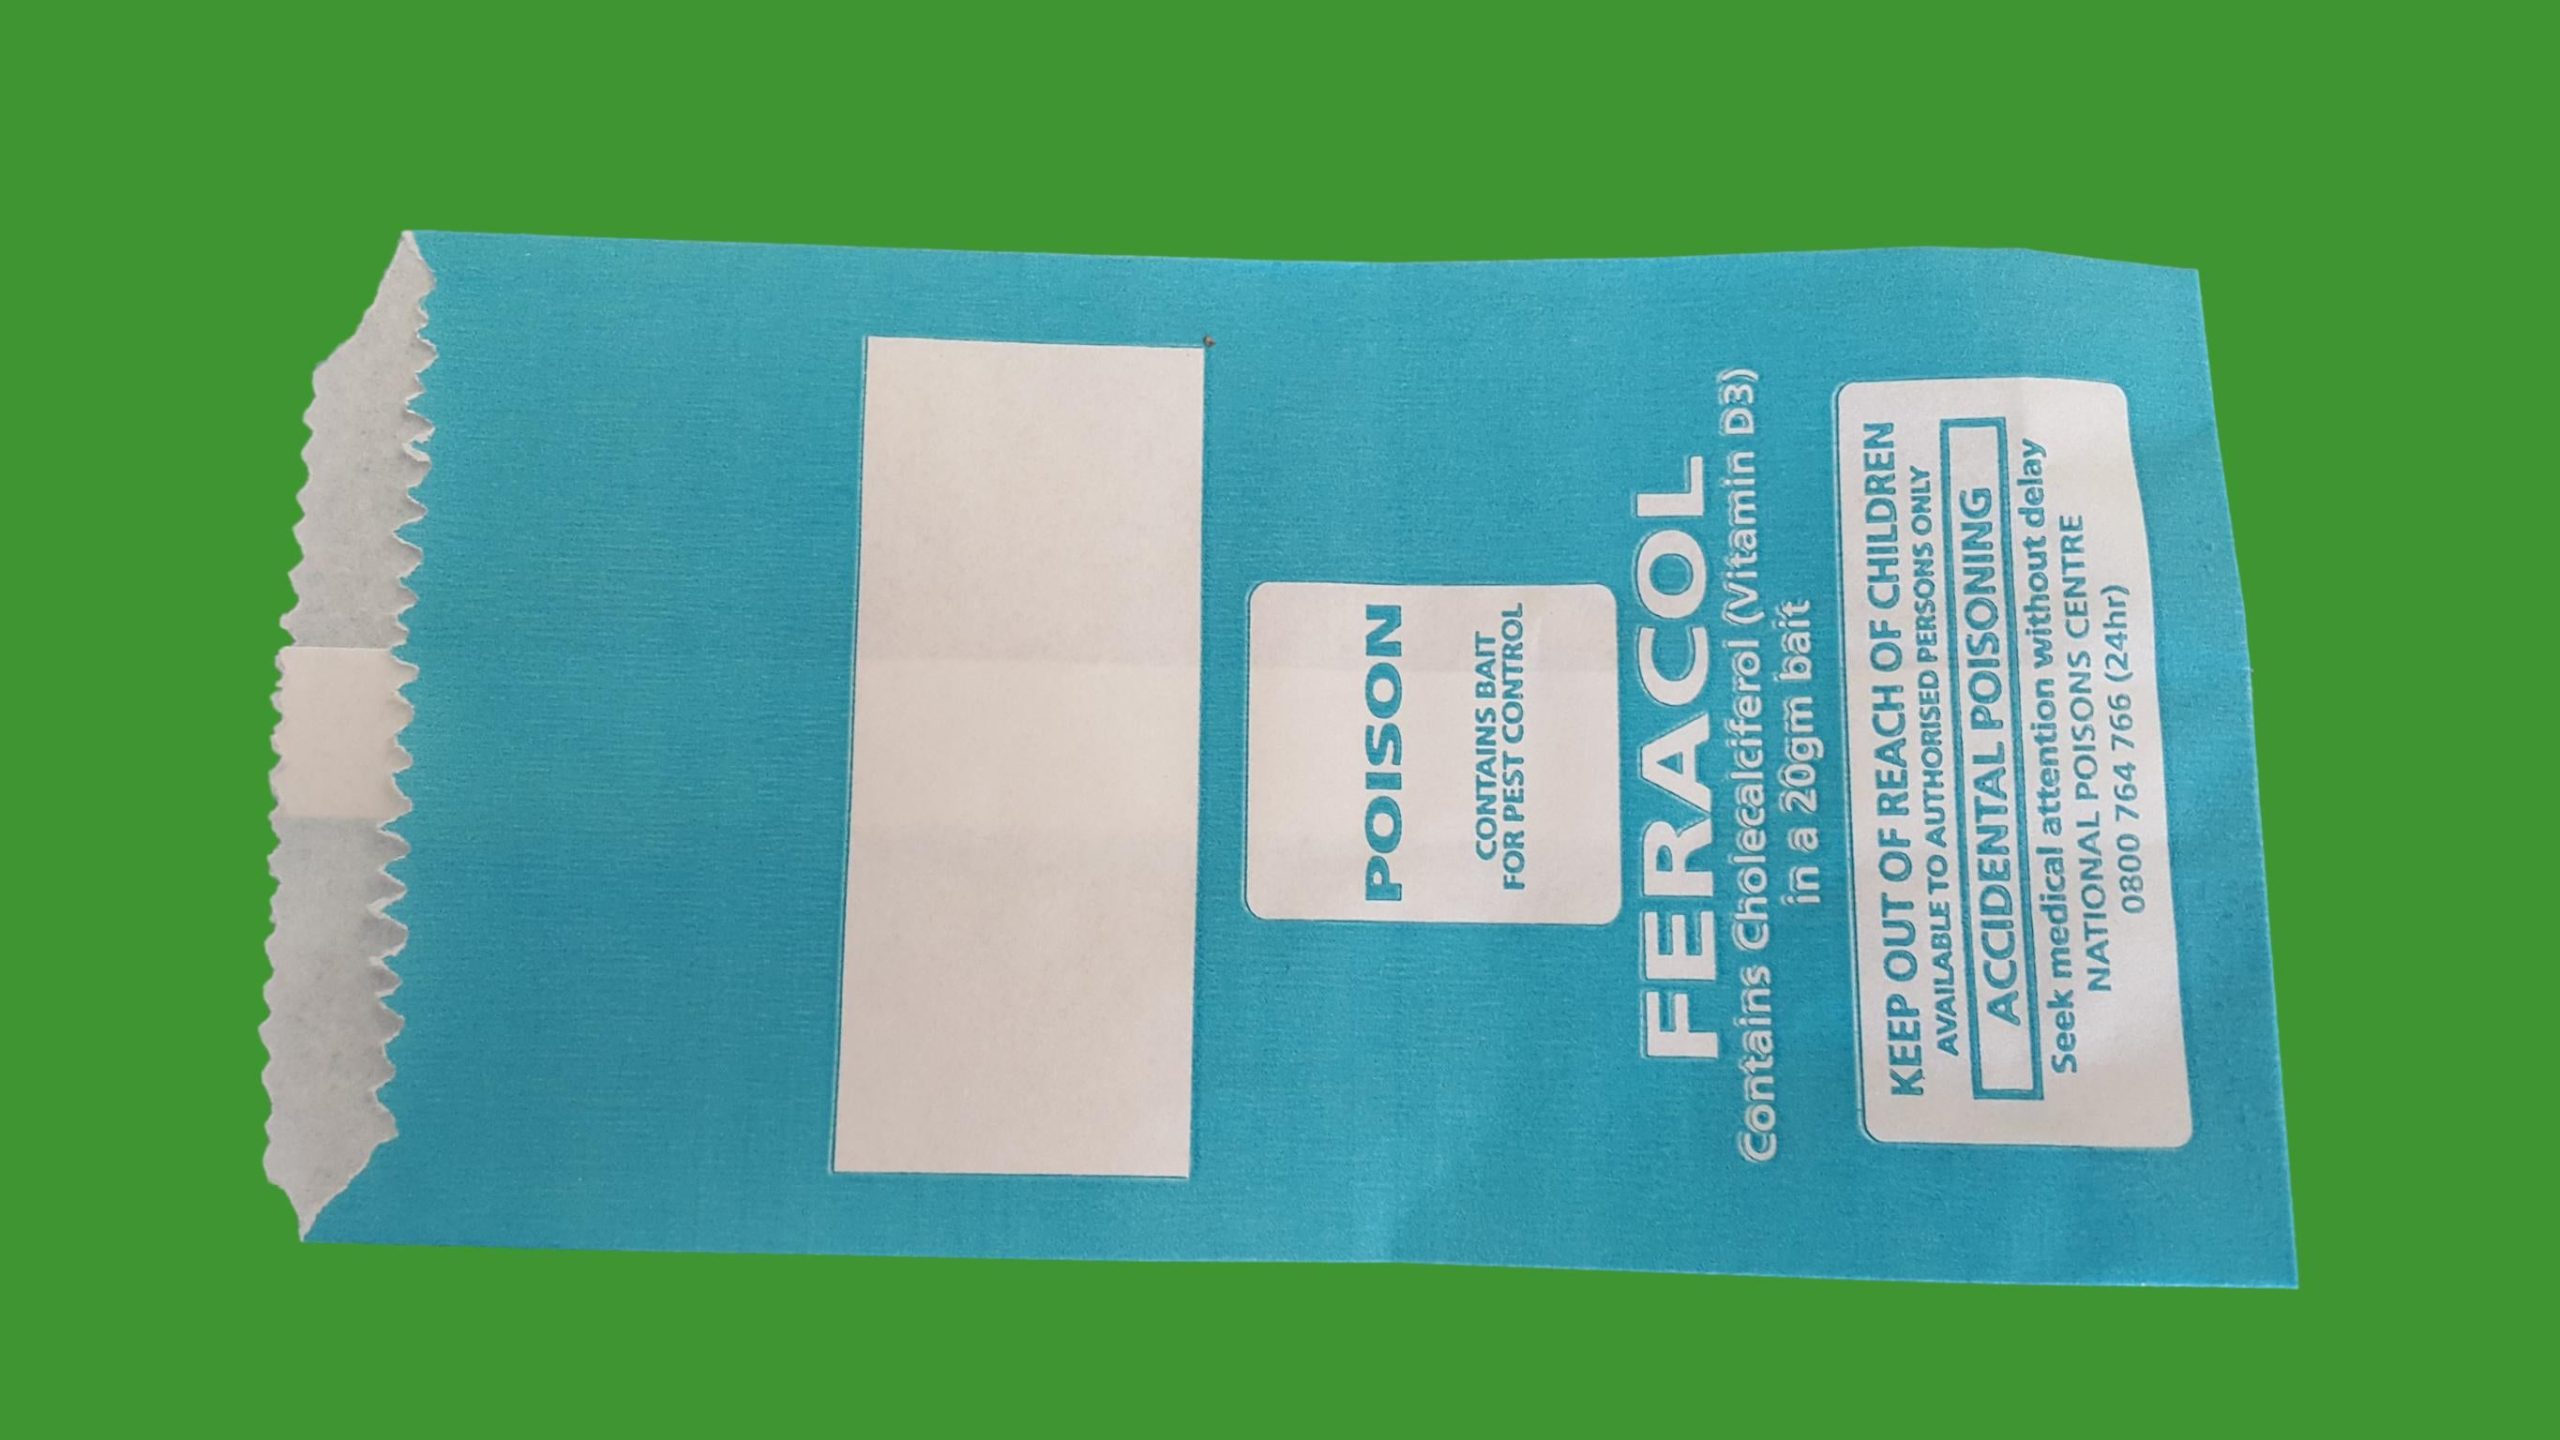 POISON
CONTAINS BAIT
FOR PEST CONTROL
FERACOL
Contains Cholecalciferol (Vitamin D3)
in a 20gm bait
KEEP OUT OF REACH OF CHILDREN
AVAILABLE TO AUTHORISED PERSONS ONLY
ACCIDENTAL POISONING
Seek medical attention without delay
NATIONAL POISONS CENTRE
0800 764 766 (24hr)